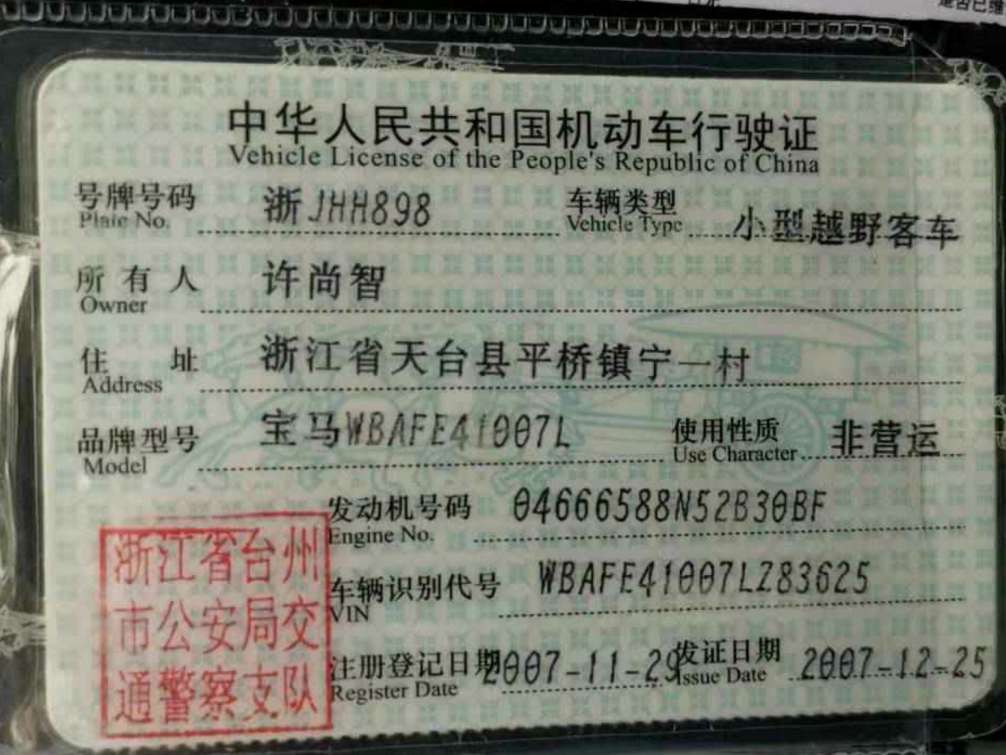 是否已维
中华人民共和国机动车行驶证
Vehicle License of the People's Republic of China
号牌号码 浙JHH898 车辆类型 小型越野客车
Plate No. Vehicle Type
所有人 许尚智
Owner
住址 浙江省天台县平桥镇宁一村
Address
品牌型号 宝马WBAFE41007L 使用性质 非营运
Model Use Character
发动机号码 04666588N52B30BF
Engine No.
车辆识别代号 WBAFE41007LZ83625
VIN
注册登记日期 2007-11-29 发证日期 2007-12-25
Register Date Issue Date
浙江省台州
市公安局交
通警察支队